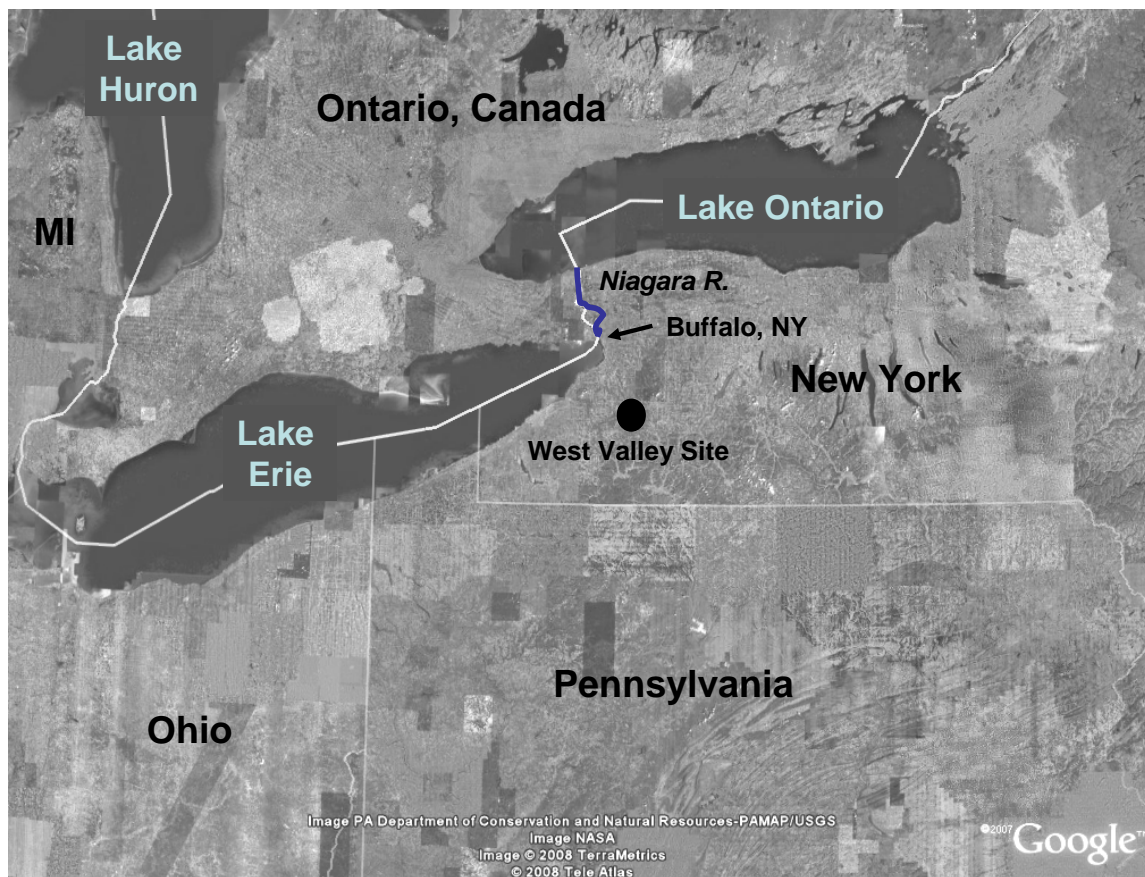 Lake
Huron
Ontario, Canada
MI
Lake Ontario
Niagara R.
Buffalo, NY
New York
Lake
Erie
West Valley Site
Pennsylvania
Ohio
Image PA Department of Conservation and Natural Resources-PAMAP/USGS
Image NASA
Image © 2008 TerraMetrics
© 2008 Tele Atlas
©2007 Google™